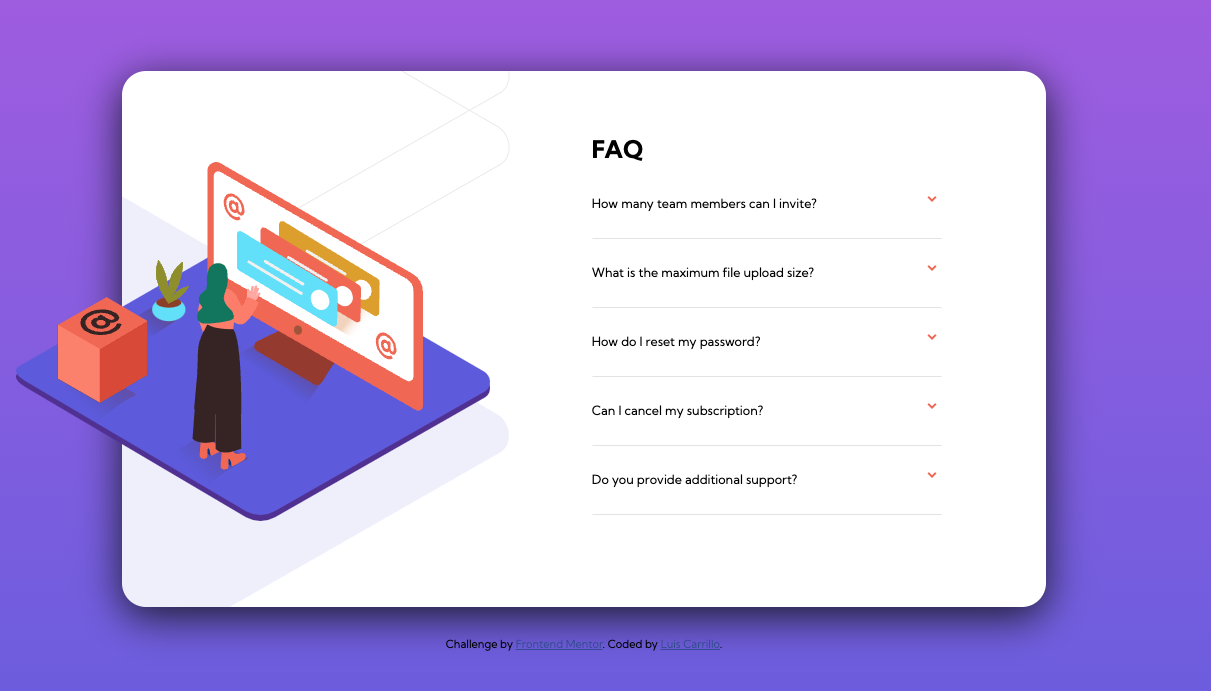 FAQ
How many team members can I invite?
What is the maximum file upload size?
How do I reset my password?
Can I cancel my subscription?
Do you provide additional support?
@
@
@
Challenge by Frontend Mentor. Coded by Luis Carrillo.